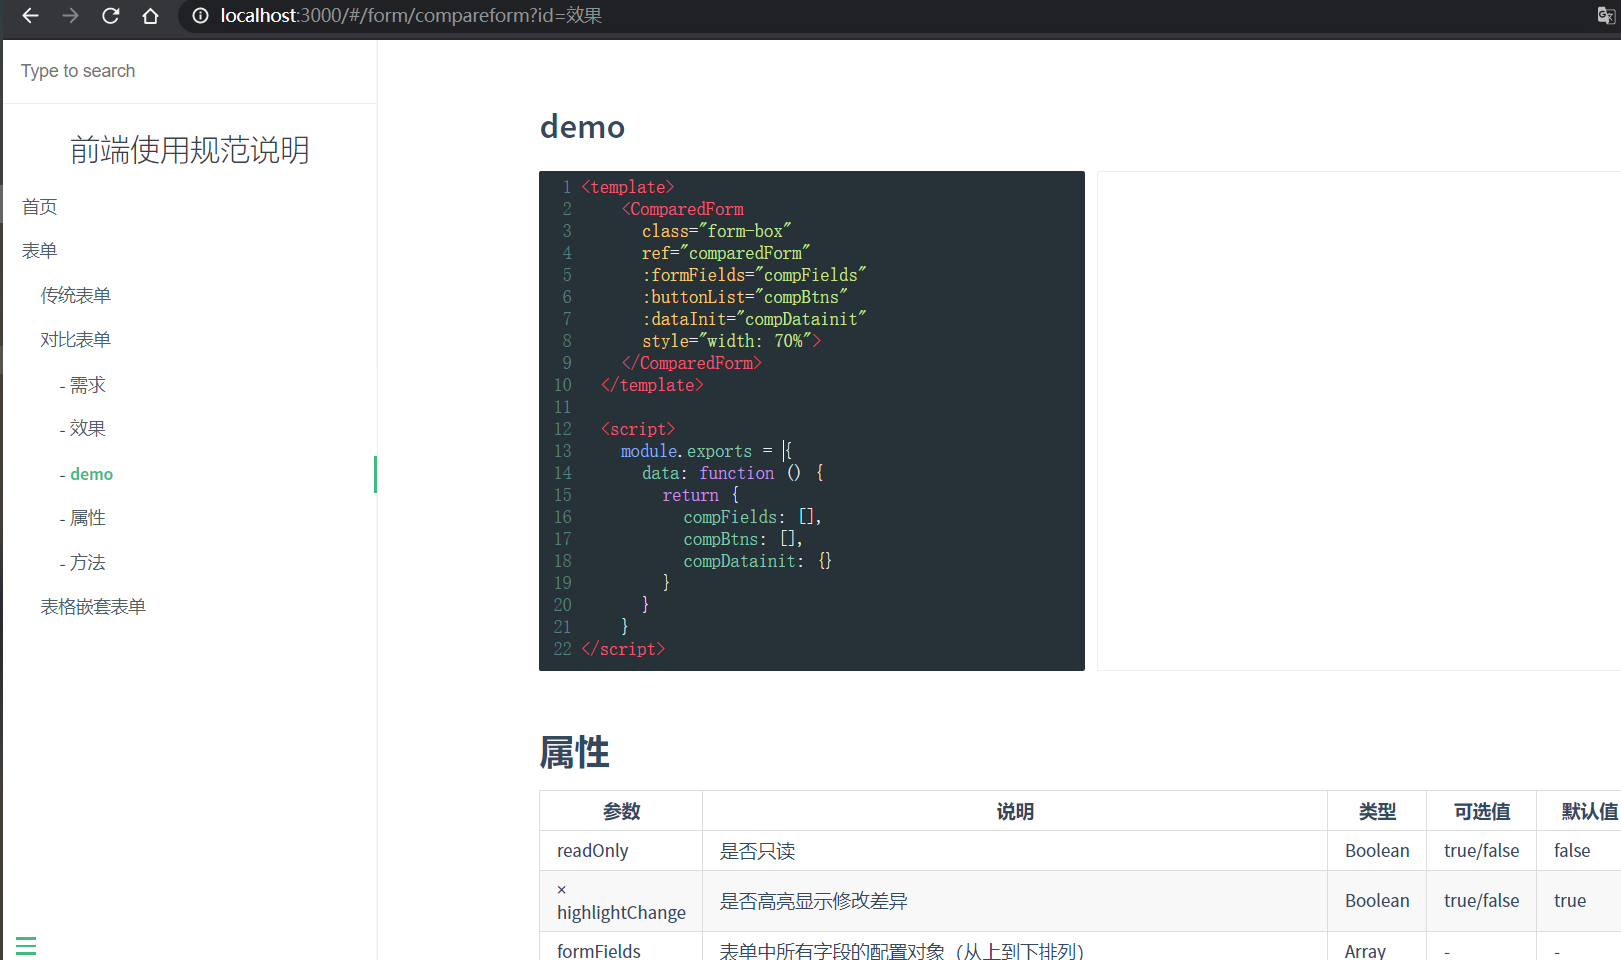 localhost:3000/#/form/compareform?id=效果
Type to search
前端使用规范说明
首页
表单
传统表单
对比表单
- 需求
- 效果
- demo
- 属性
- 方法
表格嵌套表单
demo
1 <template>
2 <ComparedForm
3 class="form-box"
4 ref="comparedForm"
5 :formFields="compFields"
6 :buttonList="compBtns"
7 :dataInit="compDatainit"
8 style="width: 70%">
9 </ComparedForm>
10 </template>
11
12 <script>
13 module.exports = {
14 data: function () {
15 return {
16 compFields: [],
17 compBtns: [],
18 compDatainit: {}
19 }
20 }
21 }
22 </script>
属性
参数 说明 类型 可选值 默认值
readOnly 是否只读 Boolean true/false false
×
highlightChange 是否高亮显示修改差异 Boolean true/false true
formFields 表单中所有字段的配置对象（从上到下排列） Array - -